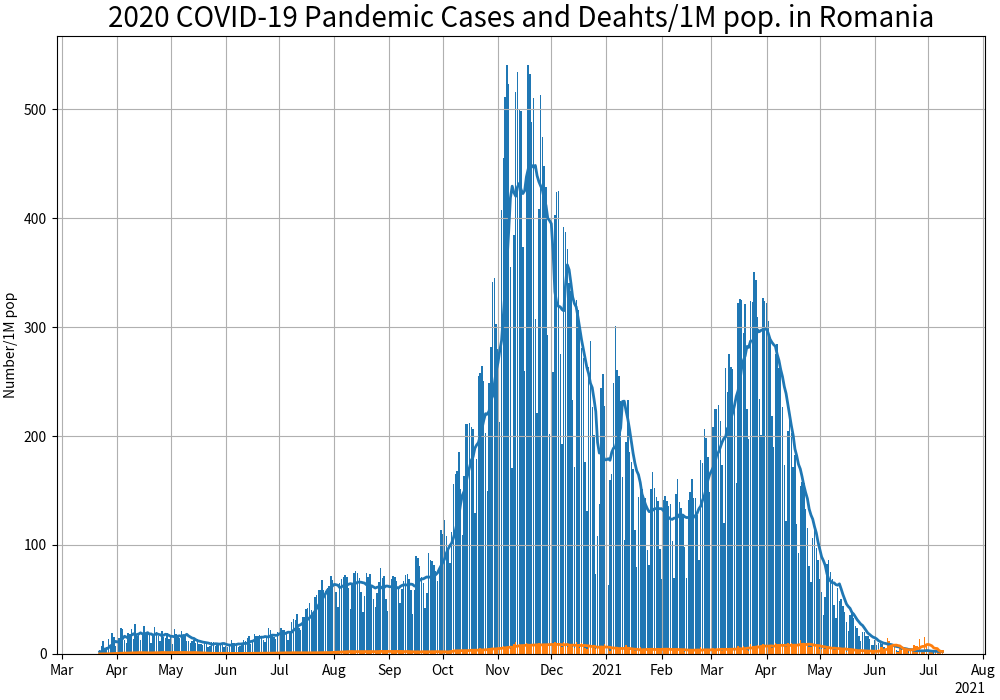 2020 COVID-19 Pandemic Cases and Deahts/1M pop. in Romania
Number/1M pop
500
400
300
200
100
0
Mar Apr May Jun Jul Aug Sep Oct Nov Dec 2021 Feb Mar Apr May Jun Jul Aug
2021